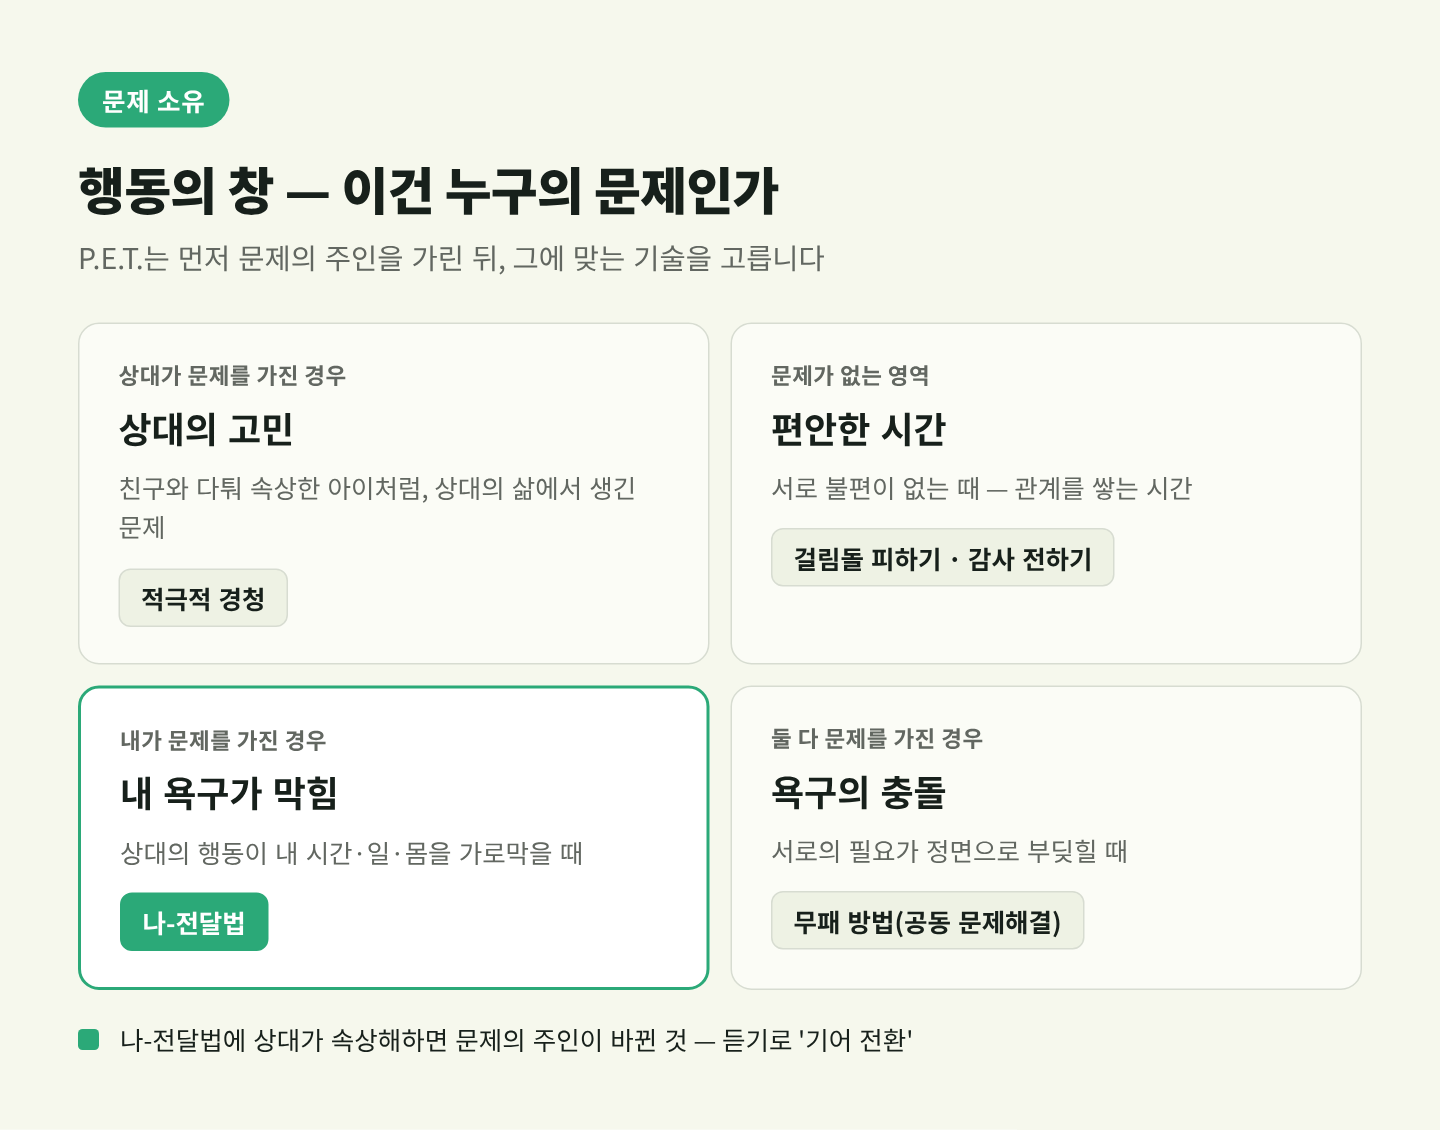 문제 소유
행동의 창 — 이건 누구의 문제인가
P.E.T.는 먼저 문제의 주인을 가린 뒤, 그에 맞는 기술을 고릅니다
상대가 문제를 가진 경우
상대의 고민
친구와 다퉈 속상한 아이처럼, 상대의 삶에서 생긴
문제
적극적 경청
문제가 없는 영역
편안한 시간
서로 불편이 없는 때 — 관계를 쌓는 시간
걸림돌 피하기 · 감사 전하기
내가 문제를 가진 경우
내 욕구가 막힘
상대의 행동이 내 시간·일·몸을 가로막을 때
나-전달법
둘 다 문제를 가진 경우
욕구의 충돌
서로의 필요가 정면으로 부딪힐 때
무패 방법(공동 문제해결)
나-전달법에 상대가 속상해하면 문제의 주인이 바뀐 것 — 듣기로 '기어 전환'